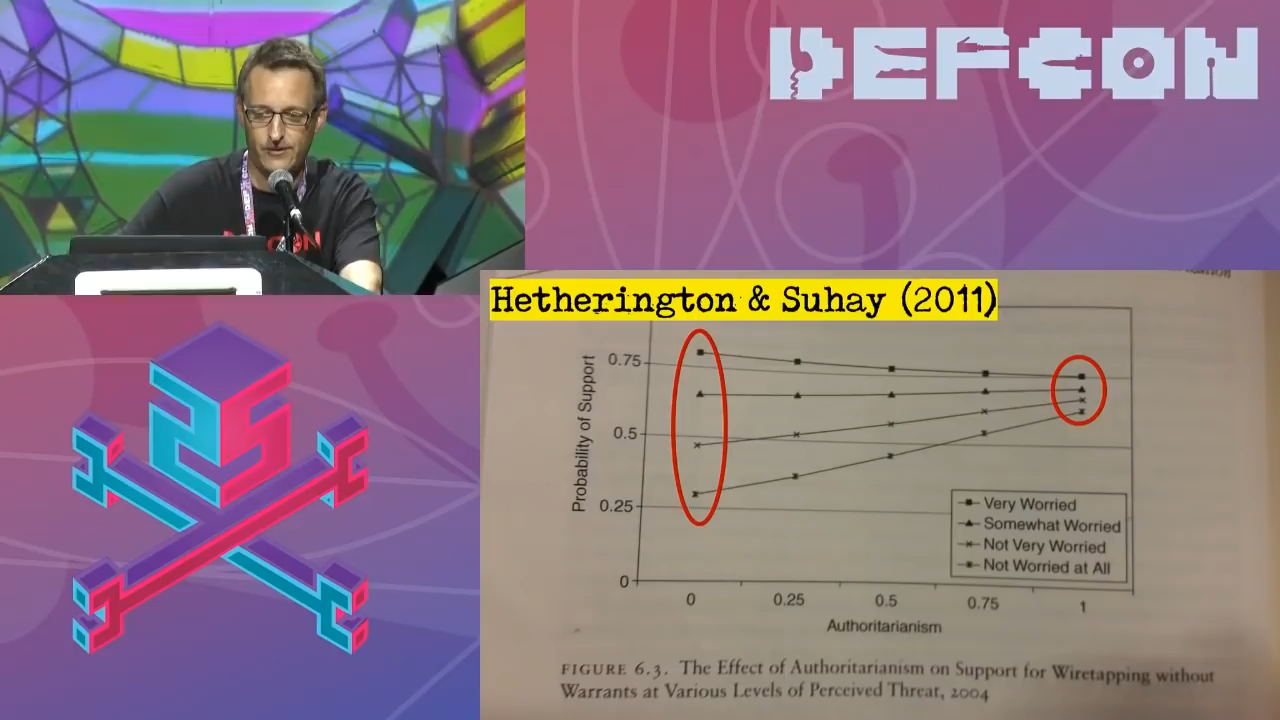 DEFCON
DEFCON
Hetherington & Suhay (2011)
Probability of Support
0.75
0.5
0.25
0
0
0.25
0.5
0.75
1
Authoritarianism
Very Worried
Somewhat Worried
Not Very Worried
Not Worried at All
FIGURE 6.3. The Effect of Authoritarianism on Support for Wiretapping without
Warrants at Various Levels of Perceived Threat, 2004